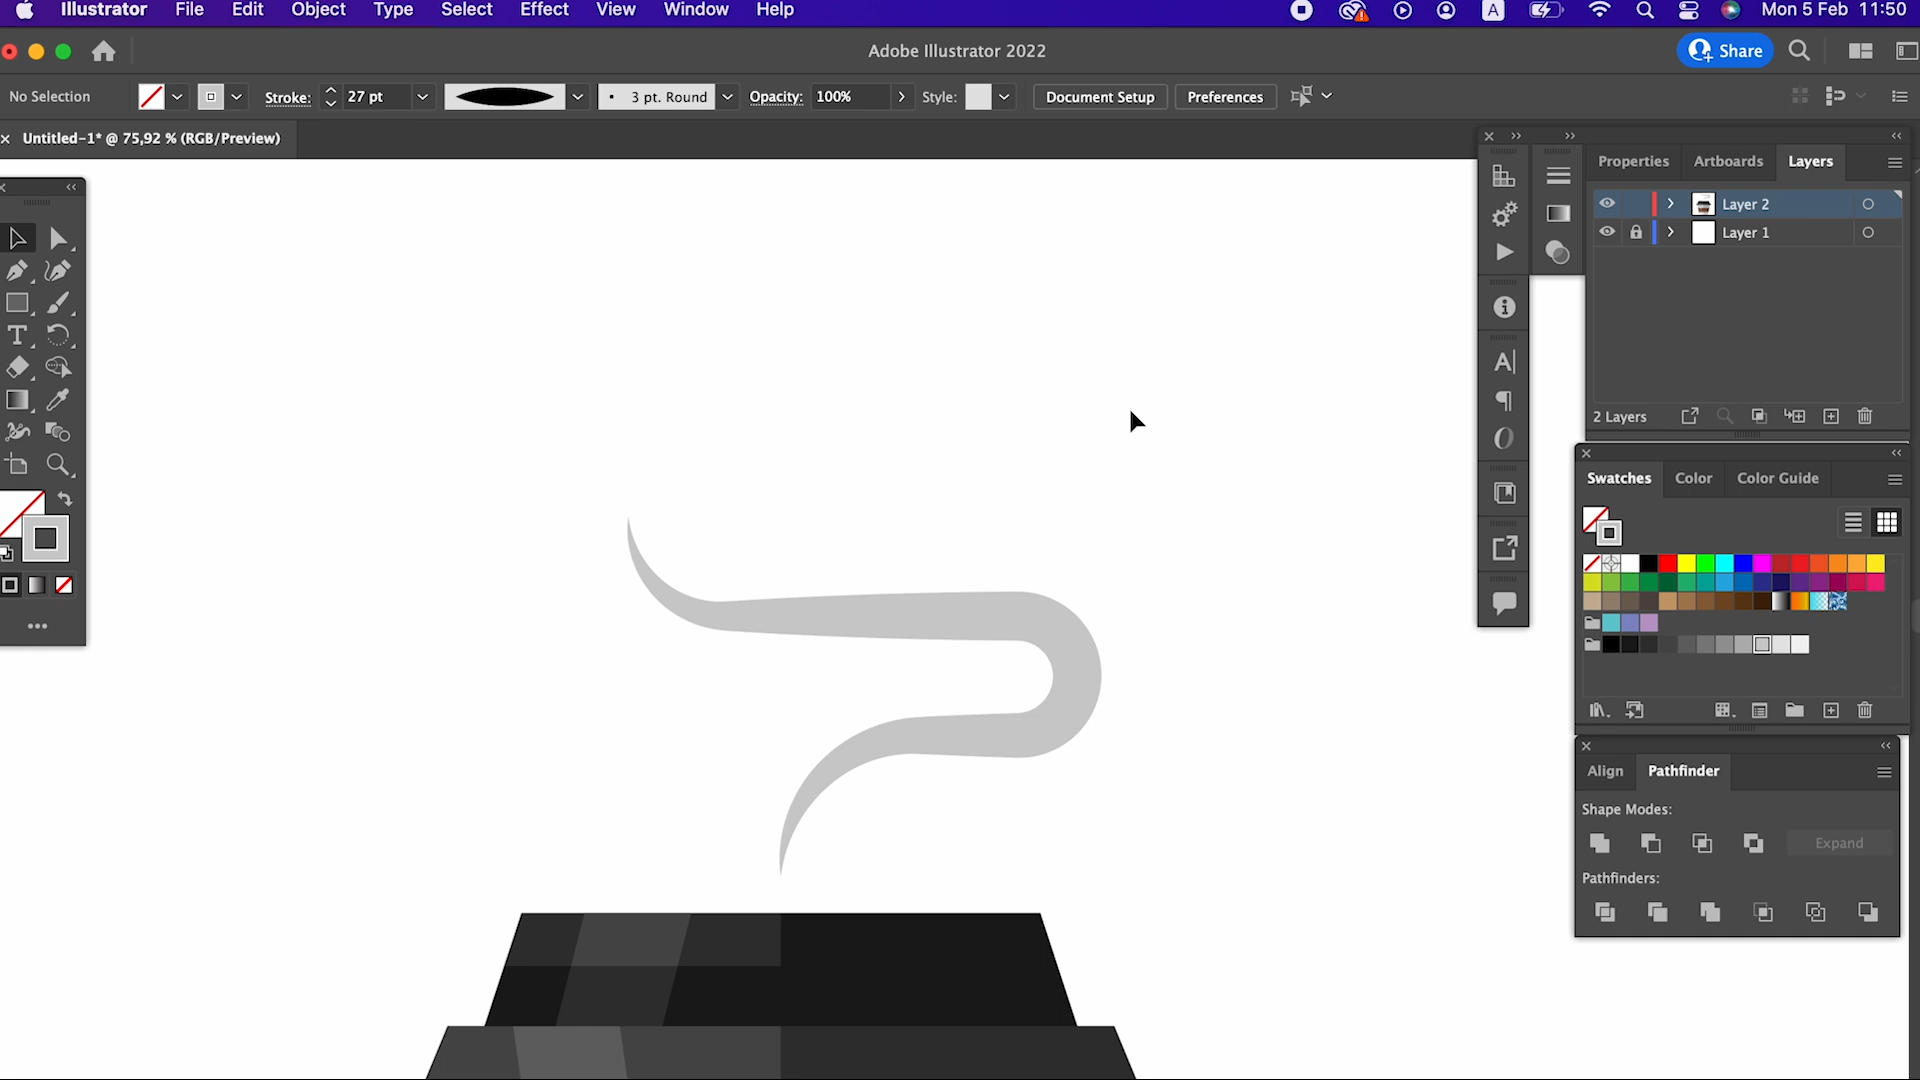 Illustrator File Edit Object Type Select Effect View Window Help A Mon 5 Feb 11:50
Adobe Illustrator 2022
Share
No Selection Stroke: 27 pt 3 pt. Round Opacity: 100% Style: Document Setup Preferences
Untitled-1* @ 75,92 % (RGB/Preview)
Properties Artboards Layers
Layer 2
Layer 1
2 Layers
Swatches Color Color Guide
Align Pathfinder
Shape Modes:
Expand
Pathfinders: